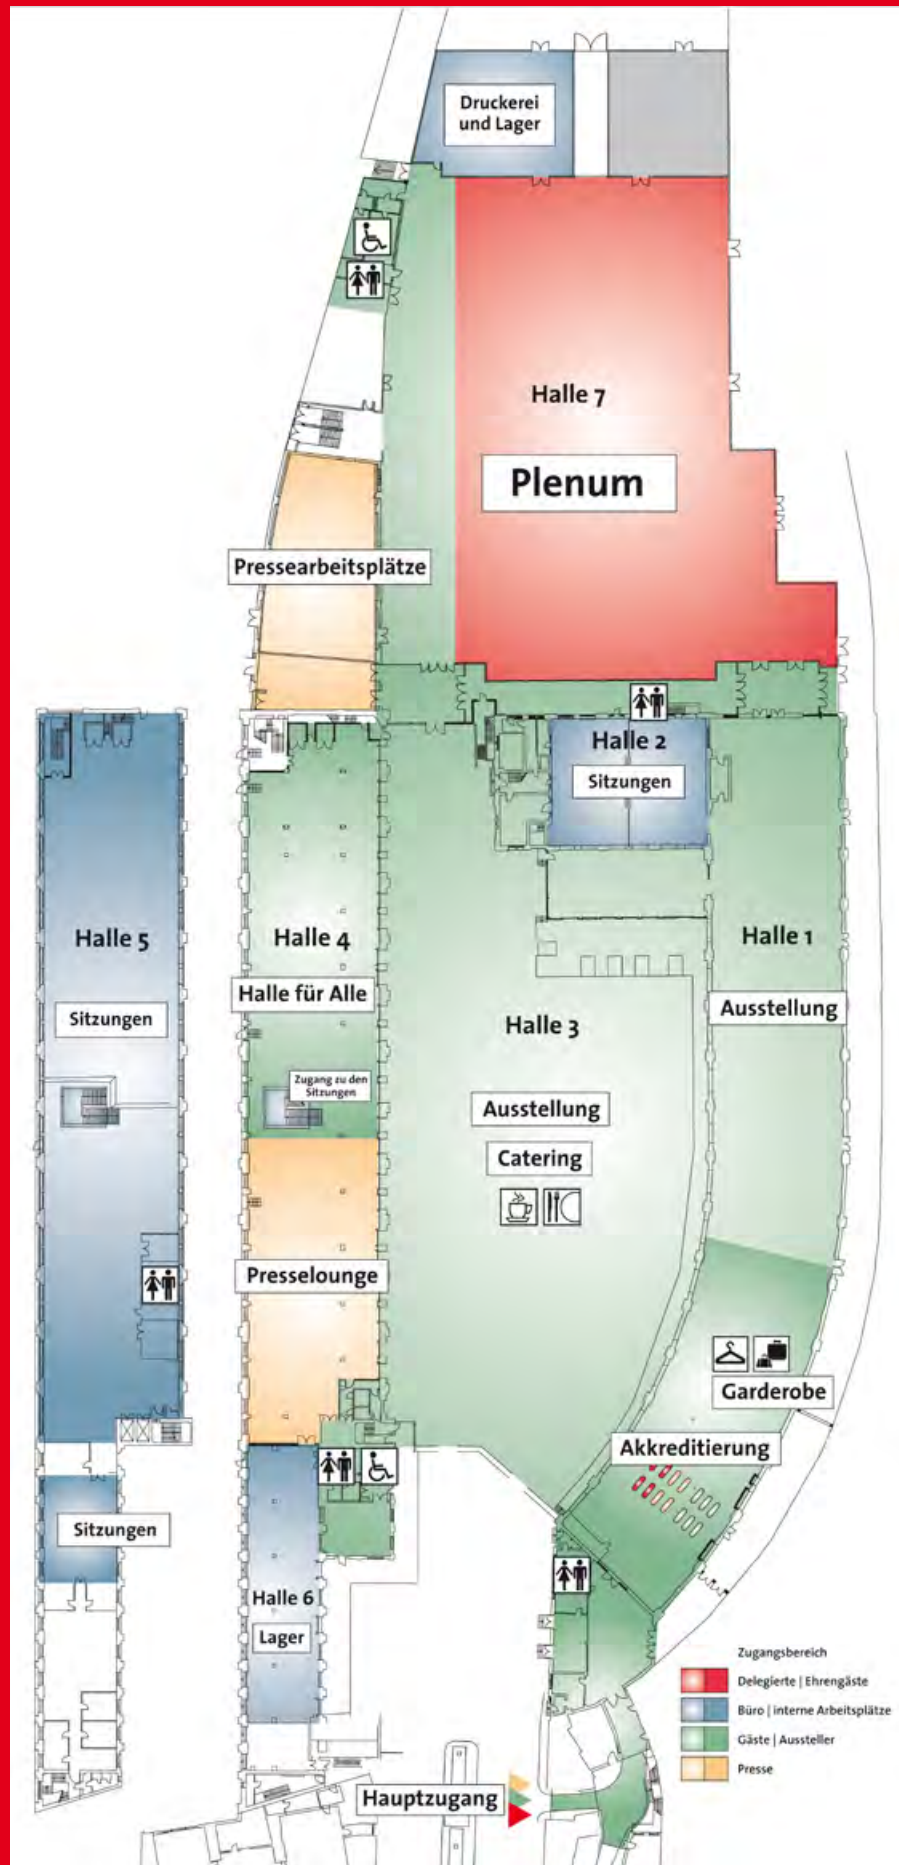 Druckerei
und Lager
Halle 7
Plenum
Pressearbeitsplätze
Halle 2
Sitzungen
Halle 5
Sitzungen
Halle 4
Halle für Alle
Zugang zu den
Sitzungen
Halle 3
Ausstellung
Catering
Halle 1
Ausstellung
Presselounge
Garderobe
Akkreditierung
Sitzungen
Halle 6
Lager
Hauptzugang
Zugangsbereich
Delegierte | Ehrengäste
Büro | interne Arbeitsplätze
Gäste | Aussteller
Presse